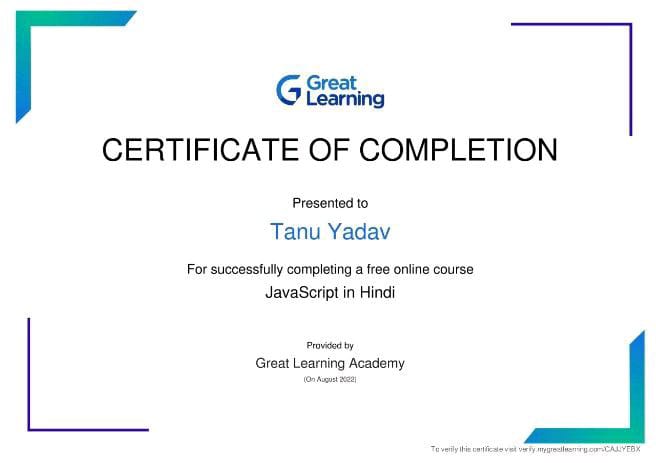 Great
Learning
CERTIFICATE OF COMPLETION
Presented to
Tanu Yadav
For successfully completing a free online course
JavaScript in Hindi
Provided by
Great Learning Academy
(On August 2022)
To verify this certificate visit verify.mygreatlearning.com/CAJJYEBX